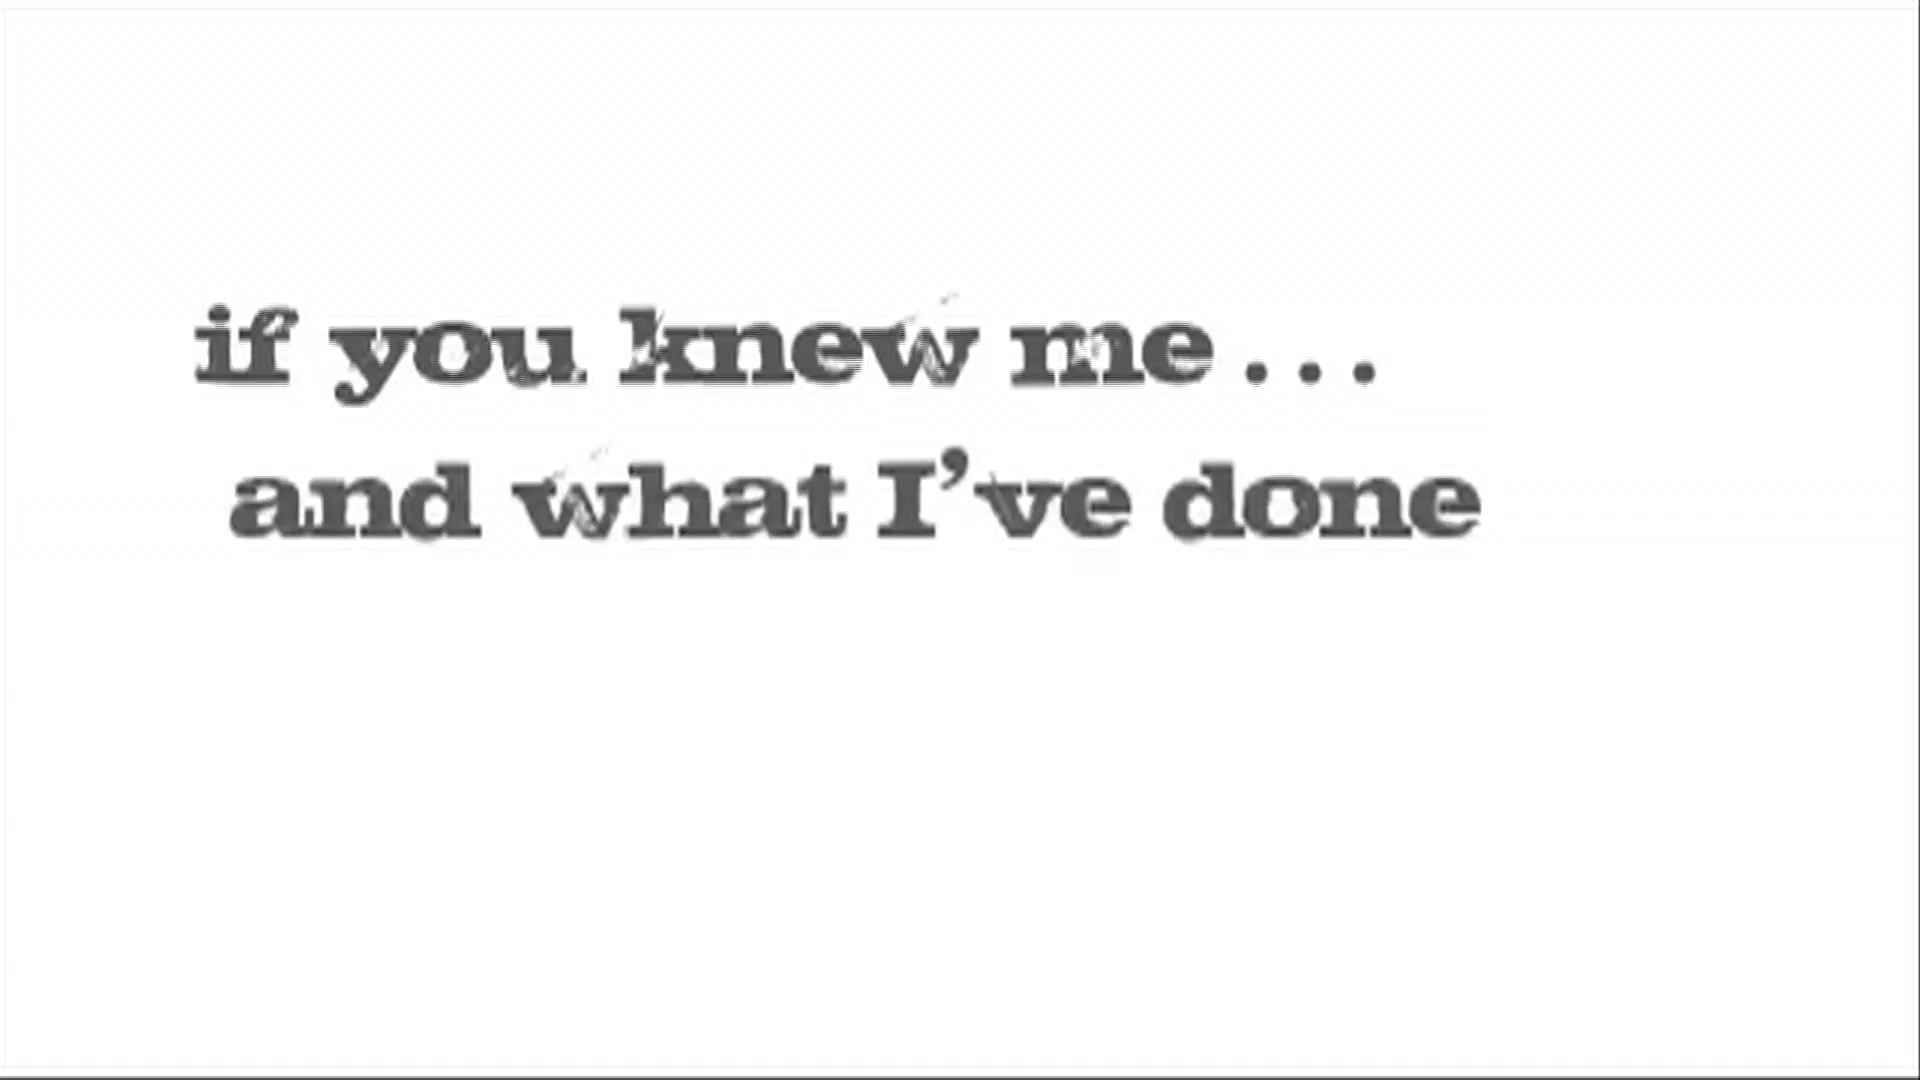 if you knew me . . .
and what I’ve done